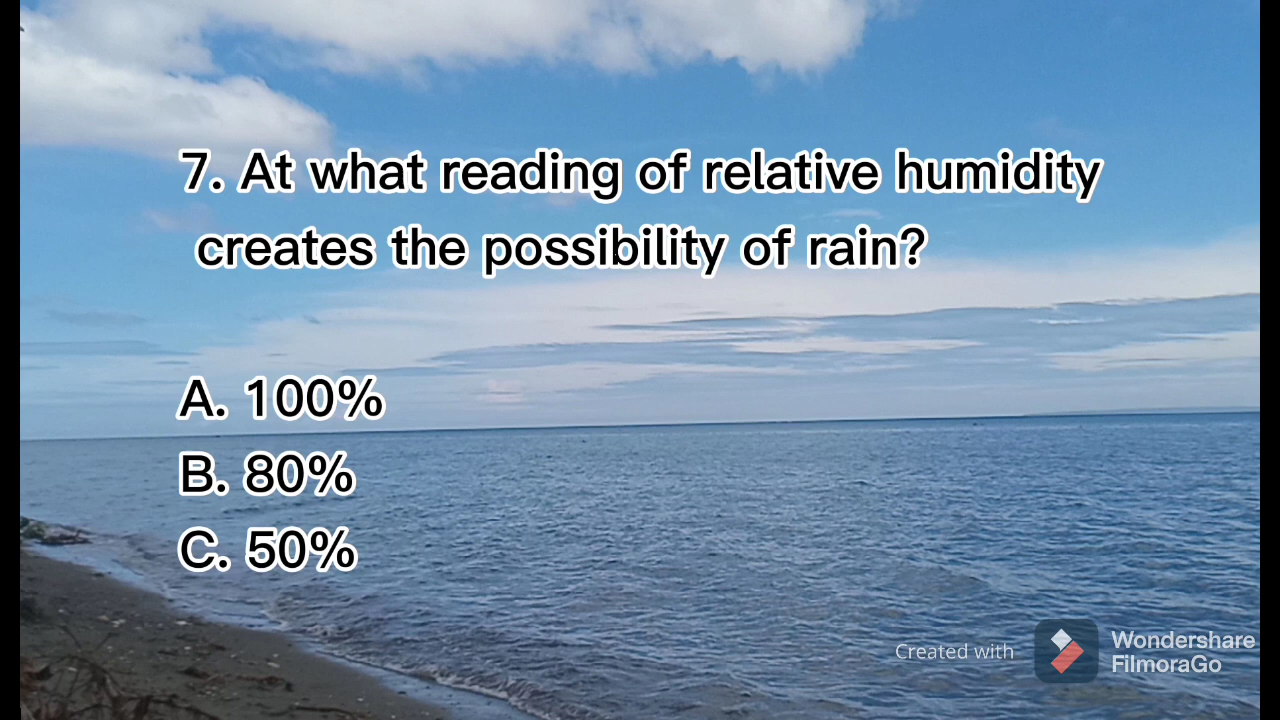 7. At what reading of relative humidity
creates the possibility of rain?
A. 100%
B. 80%
C. 50%
Created with
Wondershare
FilmoraGo